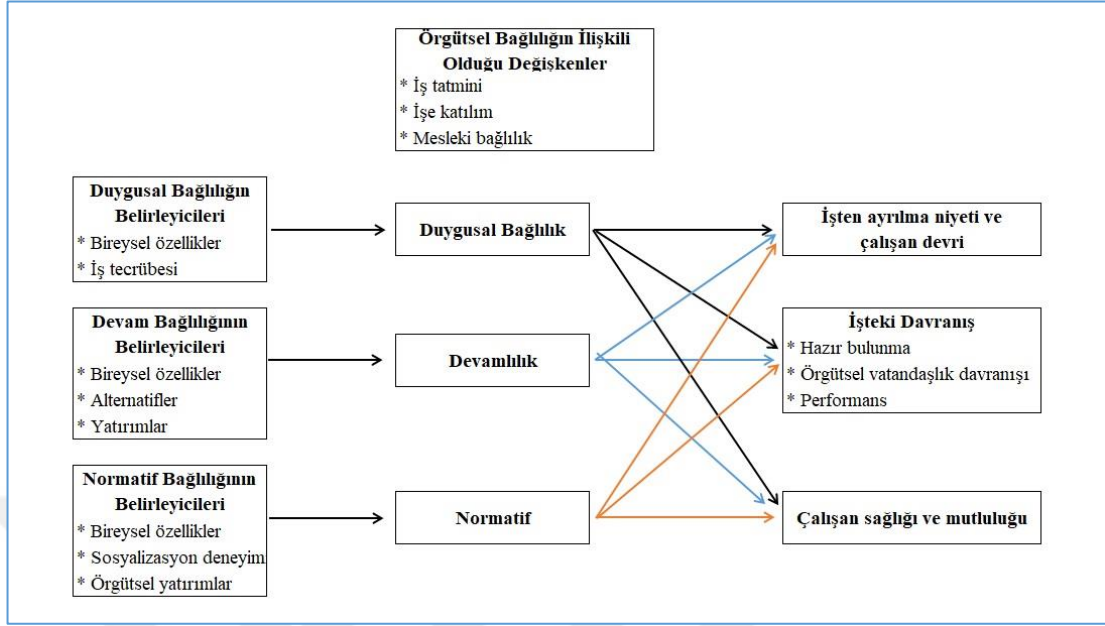 Örgütsel Bağlılığın İlişkili
Olduğu Değişkenler
* İş tatmini
* İşe katılım
* Mesleki bağlılık
Duygusal Bağlılığın
Belirleyicileri
* Bireysel özellikler
* İş tecrübesi
Duygusal Bağlılık
İşten ayrılma niyeti ve
çalışan devri
Devam Bağlılığının
Belirleyicileri
* Bireysel özellikler
* Alternatifler
* Yatırımlar
Devamlılık
İşteki Davranış
* Hazır bulunma
* Örgütsel vatandaşlık davranışı
* Performans
Normatif Bağlılığının
Belirleyicileri
* Bireysel özellikler
* Sosyalizasyon deneyim
* Örgütsel yatırımlar
Normatif
Çalışan sağlığı ve mutluluğu